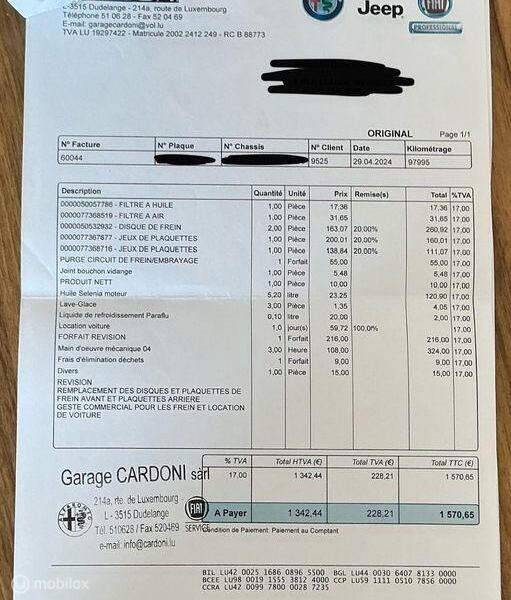 L-3515 Dudelange - 214a, route de Luxembourg
Téléphone 51 06 28 - Fax 52 04 69
E-mail: garagecardoni@vol.lu
TVA LU 19297422 - Matricule 2002 2412 249 - RC B 88773
Jeep
FIAT
PROFESSIONAL
ORIGINAL Page 1/1
N° Facture N° Plaque N° Chassis N° Client Date Kilométrage
60044 9525 29.04.2024 97995
Description Quantité Unité Prix Remise(s) Total %TVA
0000050057786 - FILTRE A HUILE 1,00 Pièce 17,36 17,36 17,00
0000077368519 - FILTRE A AIR 1,00 Pièce 31,65 31,65 17,00
0000050532932 - DISQUE DE FREIN 2,00 Pièce 163,07 20,00% 260,92 17,00
0000077367877 - JEUX DE PLAQUETTES 1,00 Pièce 200,01 20,00% 160,01 17,00
0000077368716 - JEUX DE PLAQUETTES 1,00 Pièce 138,84 20,00% 111,07 17,00
PURGE CIRCUIT DE FREIN/EMBRAYAGE 1 Forfait 55,00 55,00 17,00
Joint bouchon vidange 1,00 Pièce 5,48 5,48 17,00
PRODUIT NETT 1,00 Pièce 10,00 10,00 17,00
Huile Selenia moteur 5,20 litre 23,25 120,90 17,00
Lave-Glace 3,00 Pièce 1,35 4,05 17,00
Liquide de refroidissement Paraflu 0,10 litre 20,00 2,00 17,00
Location voiture 1,0 jour(s) 59,72 100,0% 17,00
FORFAIT REVISION 1 Forfait 216,00 216,00 17,00
Main d'oeuvre mécanique 04 3,00 Heure 108,00 324,00 17,00
Frais d'élimination déchets 1 Forfait 9,00 9,00 17,00
Divers 1,00 Pièce 15,00 15,00 17,00
REVISION
REMPLACEMENT DES DISQUES ET PLAQUETTES DE
FREIN AVANT ET PLAQUETTES ARRIERE
GESTE COMMERCIAL POUR LES FREIN ET LOCATION
DE VOITURE
% TVA Total HTVA (€) Total TVA (€) Total TTC (€)
17,00 1 342,44 228,21 1 570,65
A Payer 1 342,44 228,21 1 570,65
Condition de Paiement: Paiement au Comptant
Garage CARDONI sàrl
214a, rte. de Luxembourg
L - 3515 Dudelange
Tél. 510628 / Fax 520469
e-mail: info@cardoni.lu
FIAT
SERVICE
BIL LU42 0025 1686 0896 5500 BGL LU44 0030 6407 8133 0000
BCEE LU98 0019 1555 3812 4000 CCP LU59 1111 0510 7856 0000
CCRA LU42 0099 7800 0028 7235
mobilox